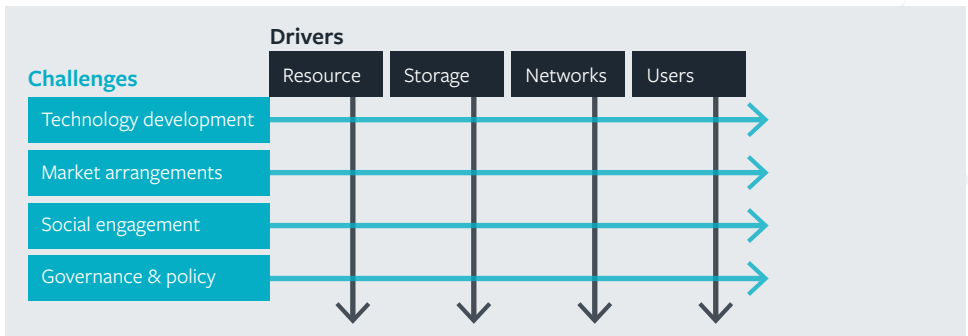 Drivers
Resource Storage Networks Users
Challenges
Technology development
Market arrangements
Social engagement
Governance & policy